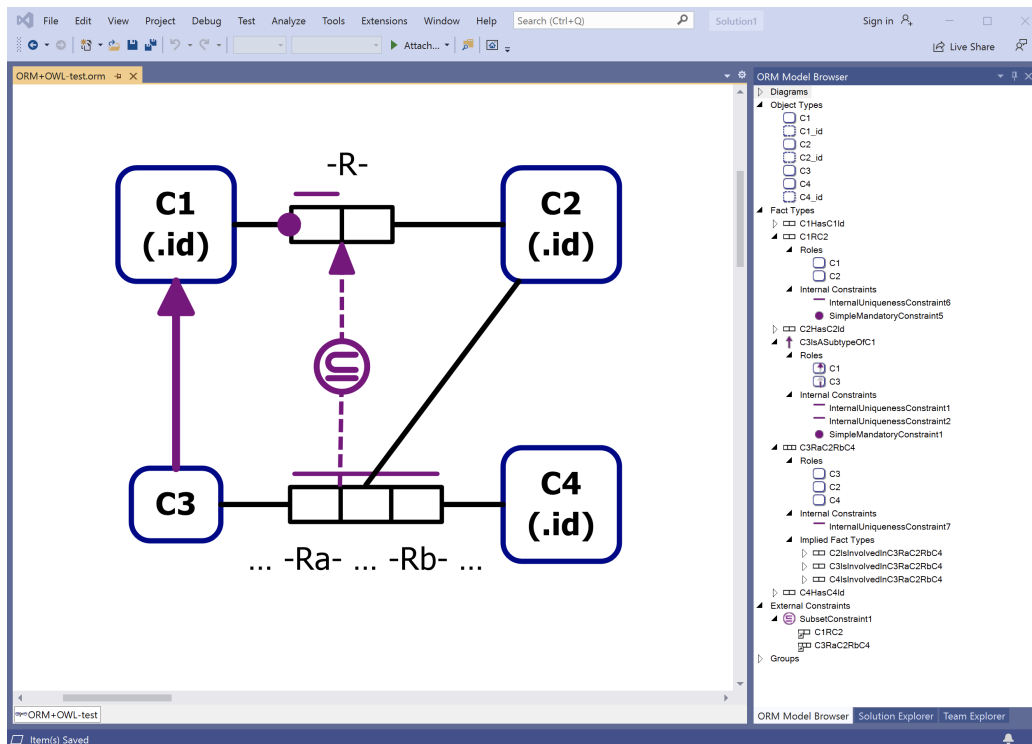 File Edit View Project Debug Test Analyze Tools Extensions Window Help Search (Ctrl+Q) Solution1 Sign in
Attach...
Live Share
ORM+OWL-test.orm
-R-
C1
(.id)
C2
(.id)
C3
C4
(.id)
... -Ra- ... -Rb- ...
ORM+OWL-test
Item(s) Saved
ORM Model Browser
Diagrams
Object Types
C1
C1_id
C2
C2_id
C3
C4
C4_id
Fact Types
C1HasC1Id
C1RC2
Roles
C1
C2
Internal Constraints
InternalUniquenessConstraint6
SimpleMandatoryConstraint5
C2HasC2Id
C3IsASubtypeOfC1
Roles
C1
C3
Internal Constraints
InternalUniquenessConstraint1
InternalUniquenessConstraint2
SimpleMandatoryConstraint1
C3RaC2RbC4
Roles
C3
C2
C4
Internal Constraints
InternalUniquenessConstraint7
Implied Fact Types
C2IsInvolvedInC3RaC2RbC4
C3IsInvolvedInC3RaC2RbC4
C4IsInvolvedInC3RaC2RbC4
C4HasC4Id
External Constraints
SubsetConstraint1
C1RC2
C3RaC2RbC4
Groups
ORM Model Browser Solution Explorer Team Explorer